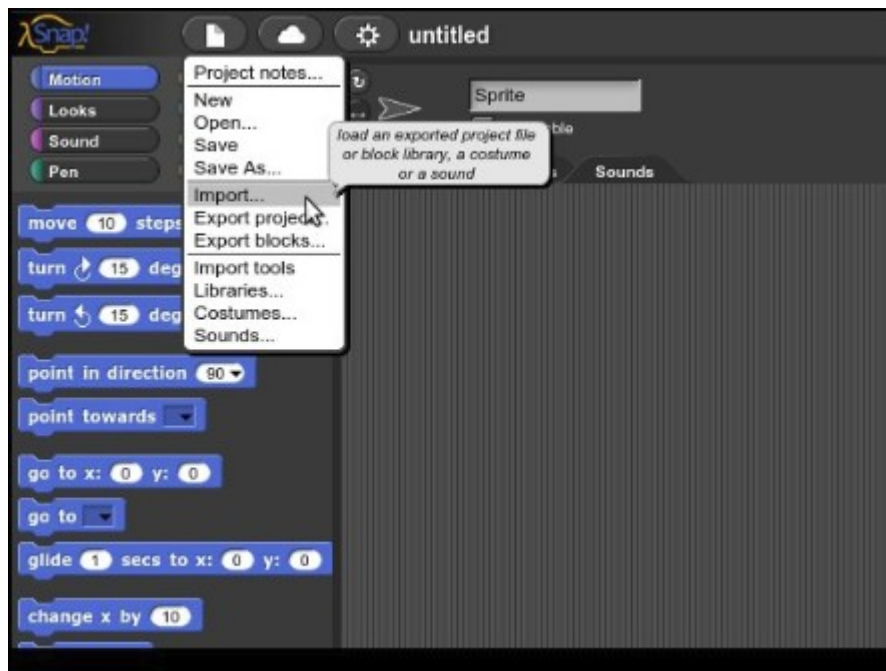 λSnap!
untitled
Motion
Looks
Sound
Pen
Project notes...
New
Open...
Save
Save As...
Import...
Export project...
Export blocks...
Import tools
Libraries...
Costumes...
Sounds...
Sprite
load an exported project file
or block library, a costume
or a sound
Sounds
move 10 steps
turn 15 deg
turn 15 deg
point in direction 90
point towards
go to x: 0 y: 0
go to
glide 1 secs to x: 0 y: 0
change x by 10